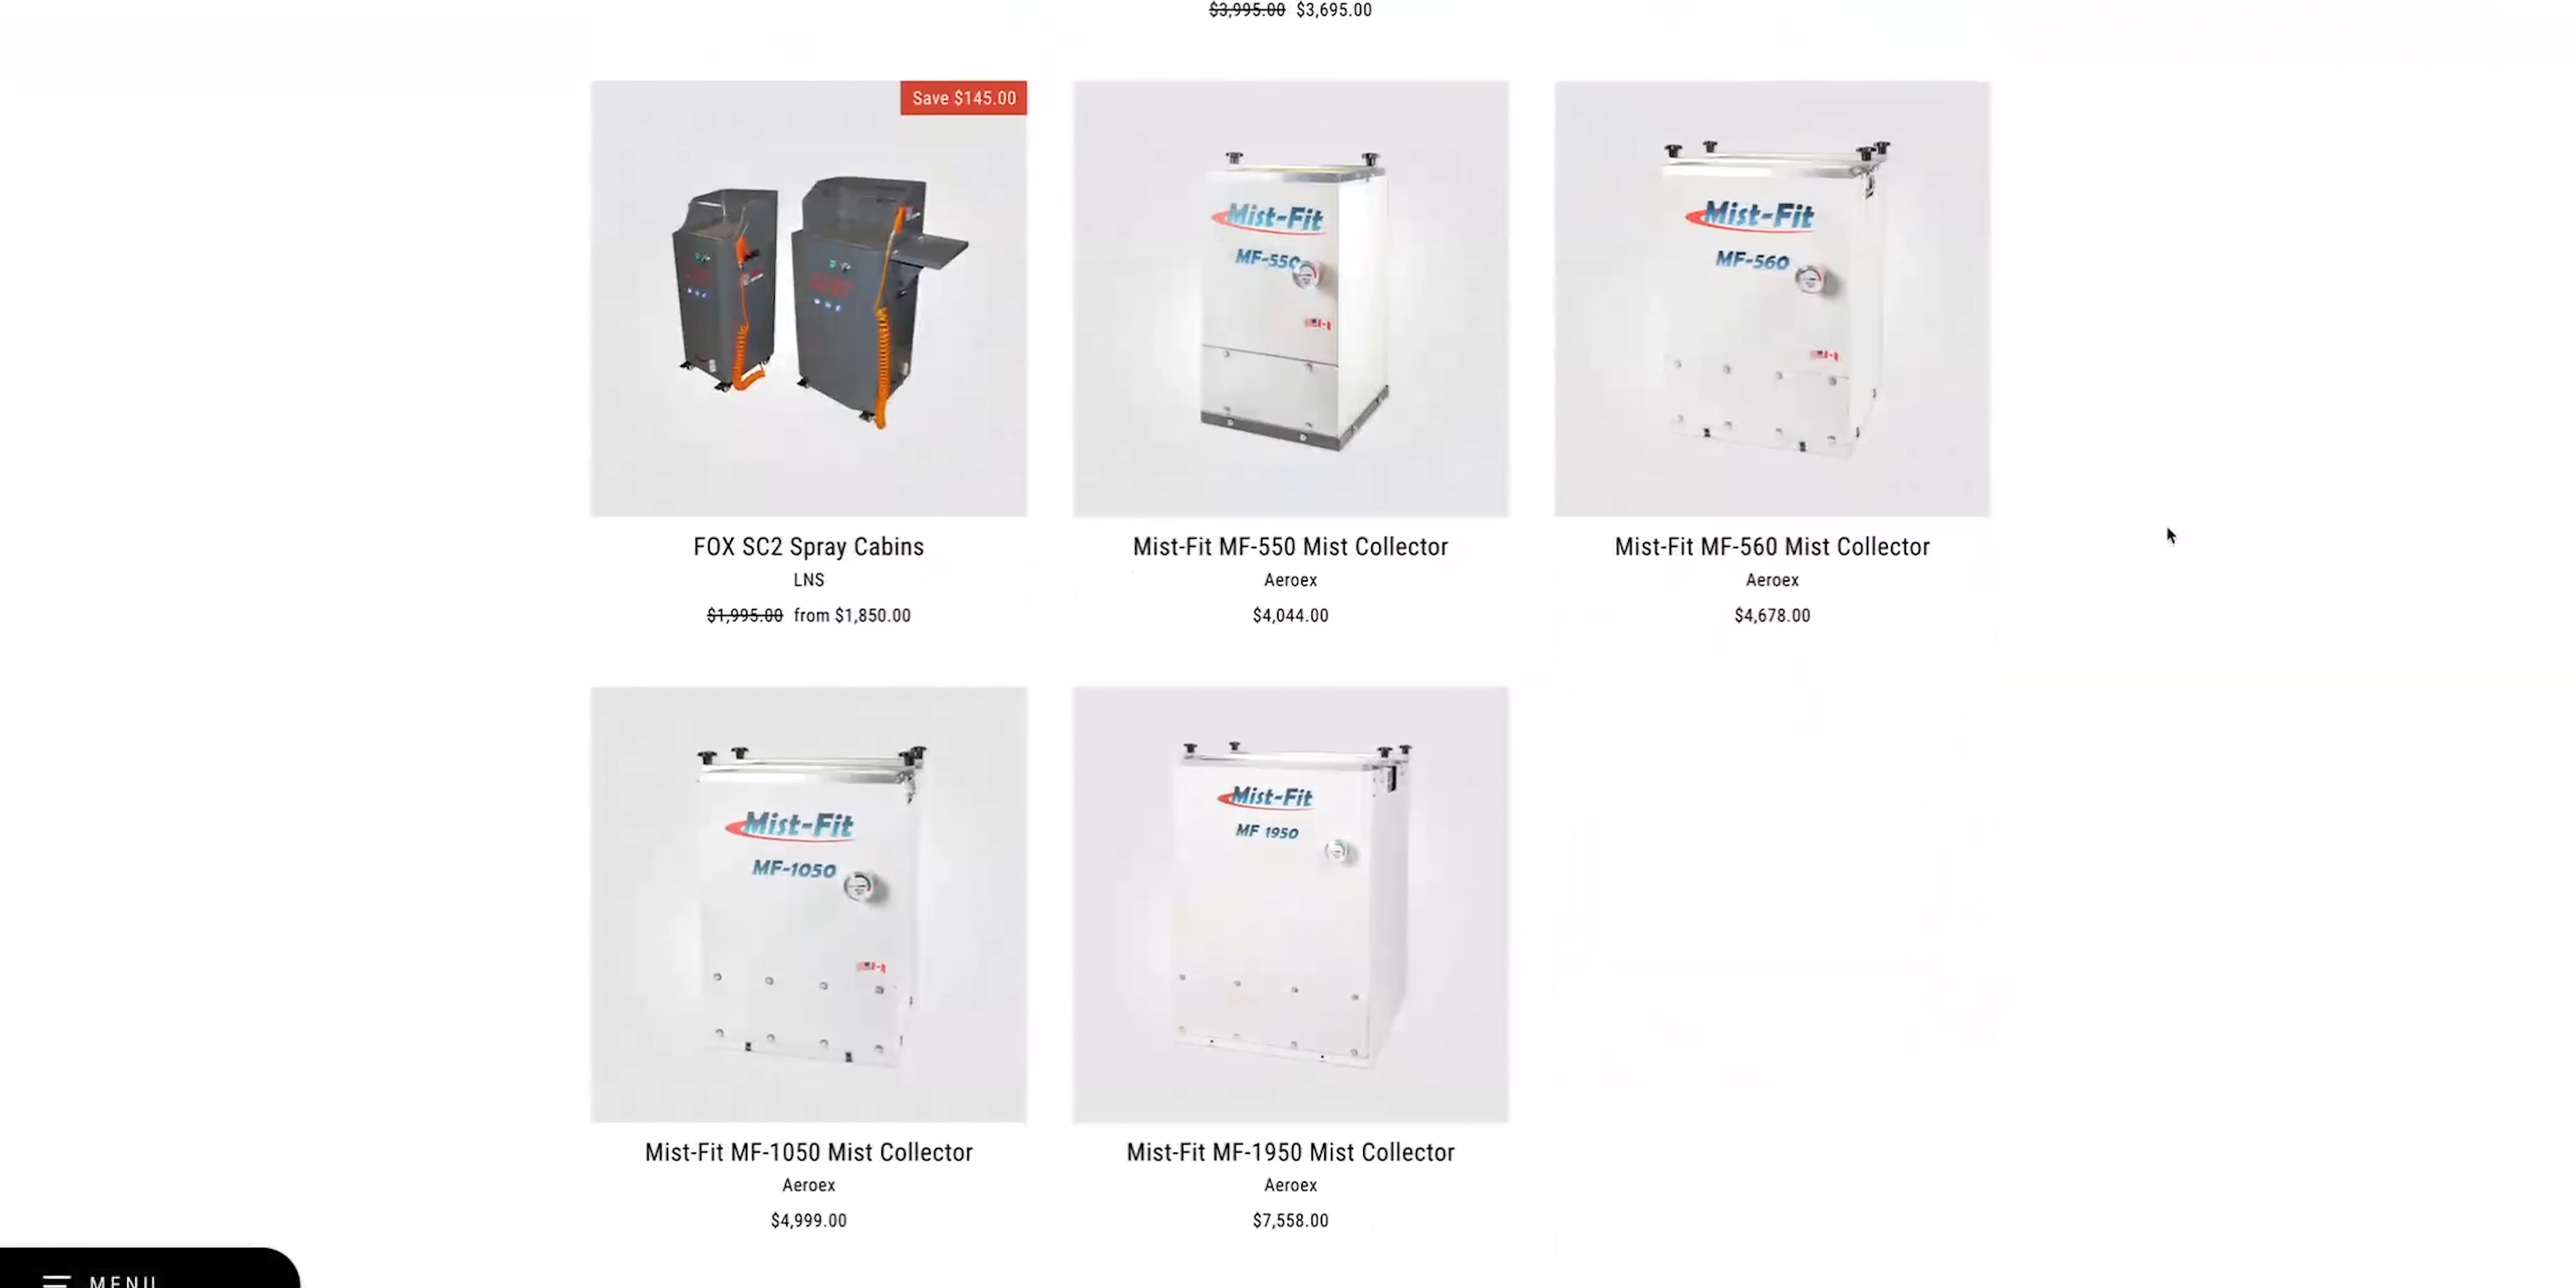 $3,995.00 $3,695.00
Save $145.00
Mist-Fit
MF-550
Mist-Fit
MF-560
FOX SC2 Spray Cabins
LNS
$1,995.00 from $1,850.00
Mist-Fit MF-550 Mist Collector
Aeroex
$4,044.00
Mist-Fit MF-560 Mist Collector
Aeroex
$4,678.00
Mist-Fit
MF-1050
Mist-Fit
MF 1950
Mist-Fit MF-1050 Mist Collector
Aeroex
$4,999.00
Mist-Fit MF-1950 Mist Collector
Aeroex
$7,558.00
MENU